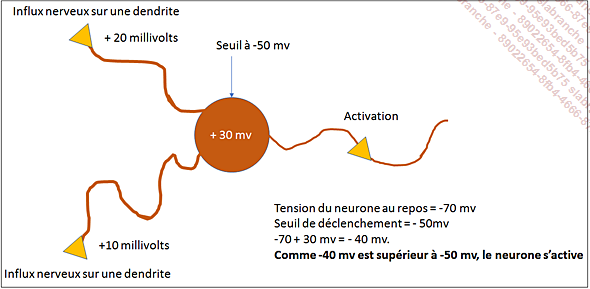 Influx nerveux sur une dendrite
+ 20 millivolts
Seuil à -50 mv
Activation
+ 30 mv
Tension du neurone au repos = -70 mv
Seuil de déclenchement = - 50mv
-70 + 30 mv = - 40 mv.
Comme -40 mv est supérieur à -50 mv, le neurone s'active
+10 millivolts
Influx nerveux sur une dendrite